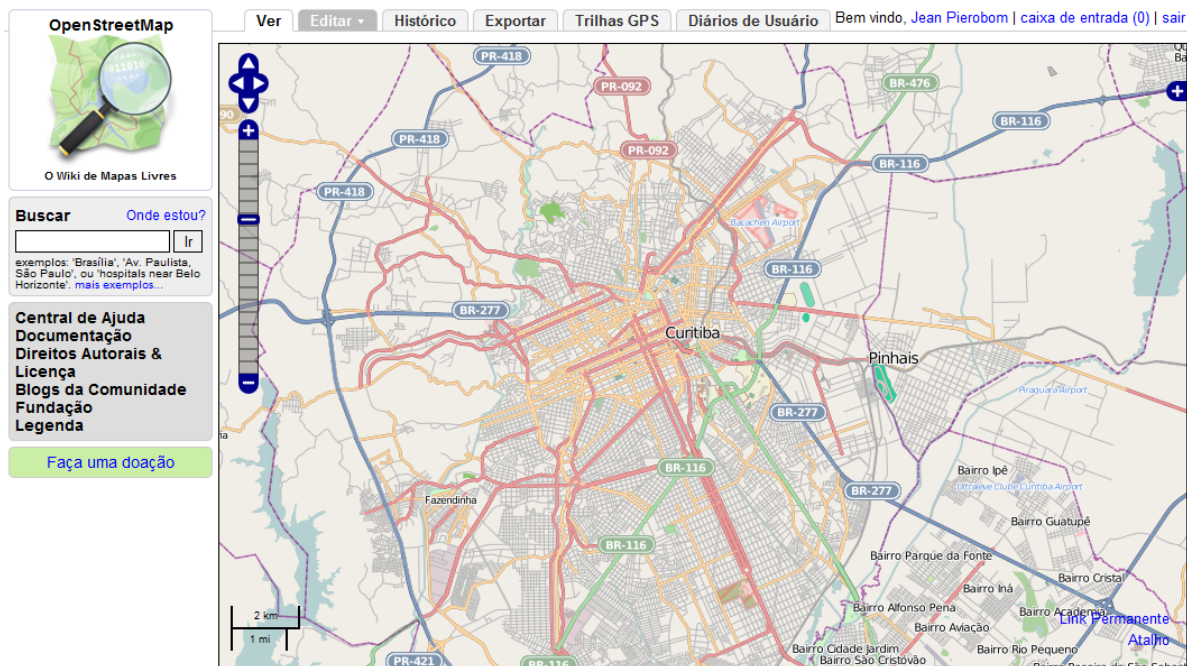 OpenStreetMap
O Wiki de Mapas Livres
Ver
Editar
Histórico
Exportar
Trilhas GPS
Diários de Usuário
Bem vindo, Jean Pierobom | caixa de entrada (0) | sair
Buscar
Onde estou?
Ir
exemplos: 'Brasília', 'Av. Paulista,
São Paulo', ou 'hospitals near Belo
Horizonte'. mais exemplos...
Central de Ajuda
Documentação
Direitos Autorais &
Licença
Blogs da Comunidade
Fundação
Legenda
Faça uma doação
PR-418
PR-092
BR-476
90
BR-116
PR-418
PR-092
BR-116
PR-418
Bacacheri Airport
BR-116
BR-277
Curitiba
Pinhais
Piraquara Airport
BR-277
BR-116
Bairro Ipê
Ultraleve Clube Curitiba Airport
BR-277
Fazendinha
Bairro Guatupê
BR-116
Bairro Parque da Fonte
Bairro Cristal
Bairro Iná
Bairro Alfonso Pena
Bairro Academia
Link Permanente
Bairro Aviação
Atalho
Bairro Cidade Jardim
Bairro Rio Pequeno
Bairro São Cristóvão
PR-421
BR-116
2 km
1 mi